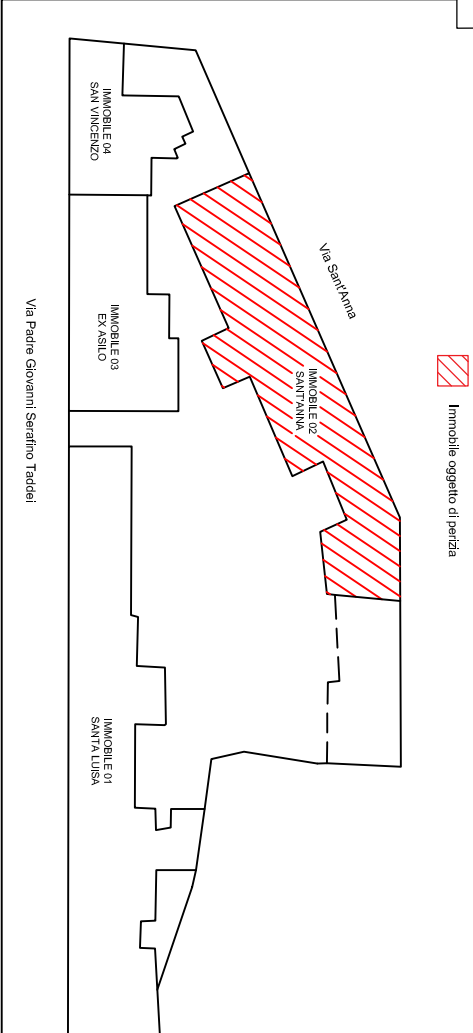 Immobile oggetto di perizia
Via Sant'Anna
IMMOBILE 02
SANT'ANNA
IMMOBILE 04
SAN VINCENZO
IMMOBILE 03
EX ASILO
IMMOBILE 01
SANTA LUISA
Via Padre Giovanni Serafino Taddei